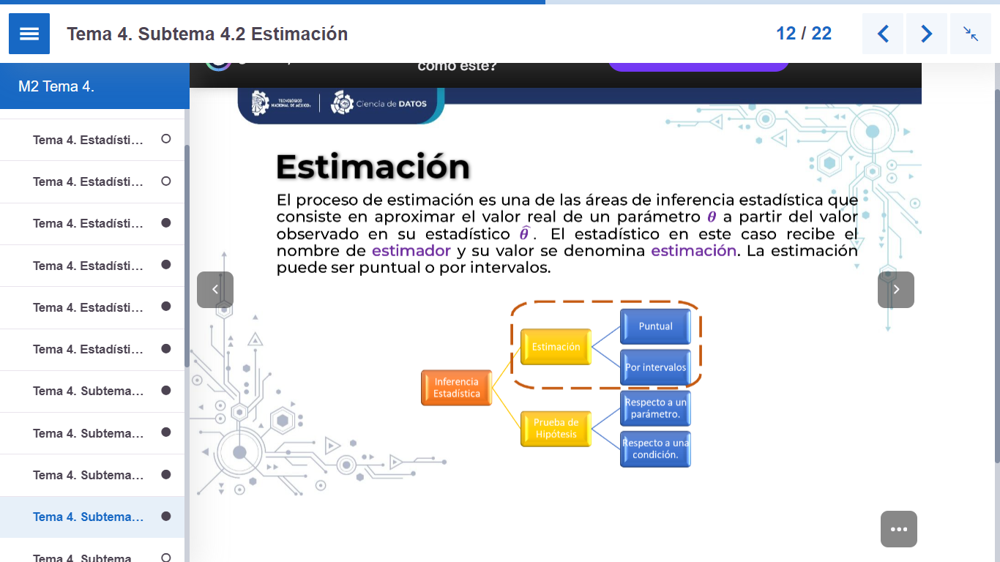 Tema 4. Subtema 4.2 Estimación
12 / 22
como este?
M2 Tema 4.
TECNOLÓGICO
NACIONAL DE MÉXICO
Ciencia de DATOS
Tema 4. Estadísti...
Tema 4. Estadísti...
Tema 4. Estadísti...
Tema 4. Estadísti...
Tema 4. Estadísti...
Tema 4. Estadísti...
Tema 4. Subtema...
Tema 4. Subtema...
Tema 4. Subtema...
Tema 4. Subtema...
Tema 4. Subtema
Estimación
El proceso de estimación es una de las áreas de inferencia estadística que
consiste en aproximar el valor real de un parámetro θ a partir del valor
observado en su estadístico θ̂ . El estadístico en este caso recibe el
nombre de estimador y su valor se denomina estimación. La estimación
puede ser puntual o por intervalos.
Puntual
Estimación
Por intervalos
Inferencia
Estadística
Respecto a un
parámetro.
Prueba de
Hipótesis
Respecto a una
condición.